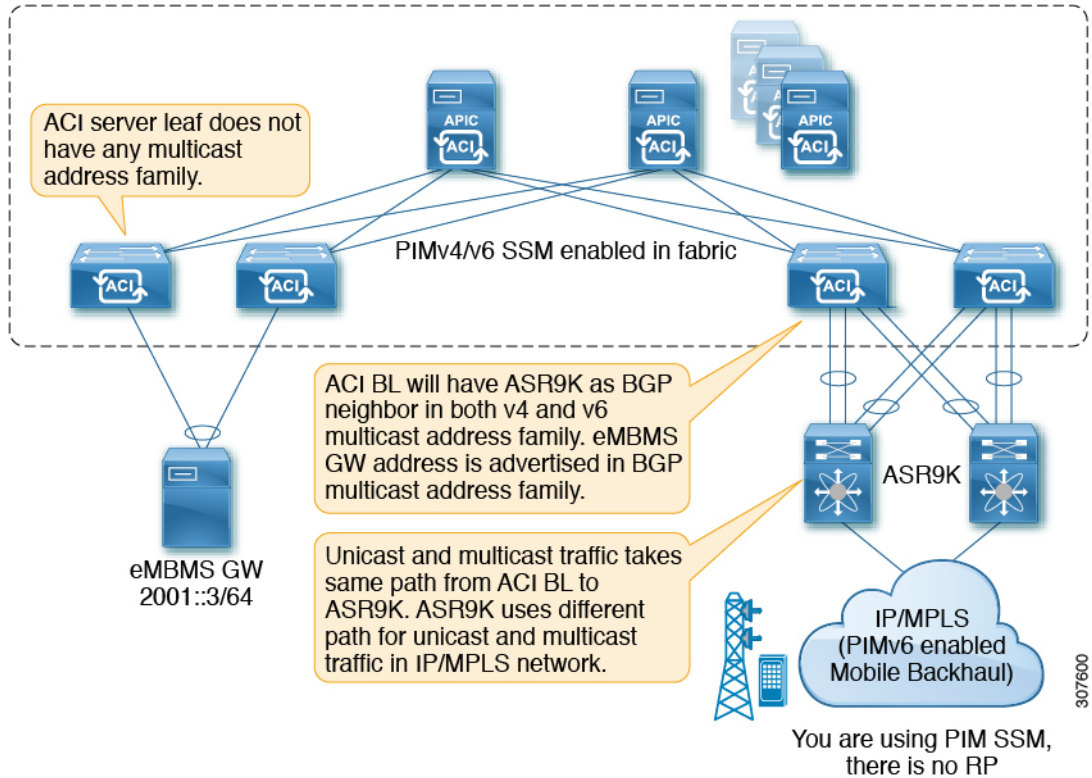 APIC
ACI
APIC
ACI
APIC
ACI
ACI server leaf does not
have any multicast
address family.
PIMv4/v6 SSM enabled in fabric
ACI
ACI
ACI
ACI
ACI BL will have ASR9K as BGP
neighbor in both v4 and v6
multicast address family. eMBMS
GW address is advertised in BGP
multicast address family.
ASR9K
eMBMS GW
2001::3/64
Unicast and multicast traffic takes
same path from ACI BL to
ASR9K. ASR9K uses different
path for unicast and multicast
traffic in IP/MPLS network.
IP/MPLS
(PIMv6 enabled
Mobile Backhaul)
You are using PIM SSM,
there is no RP
307600